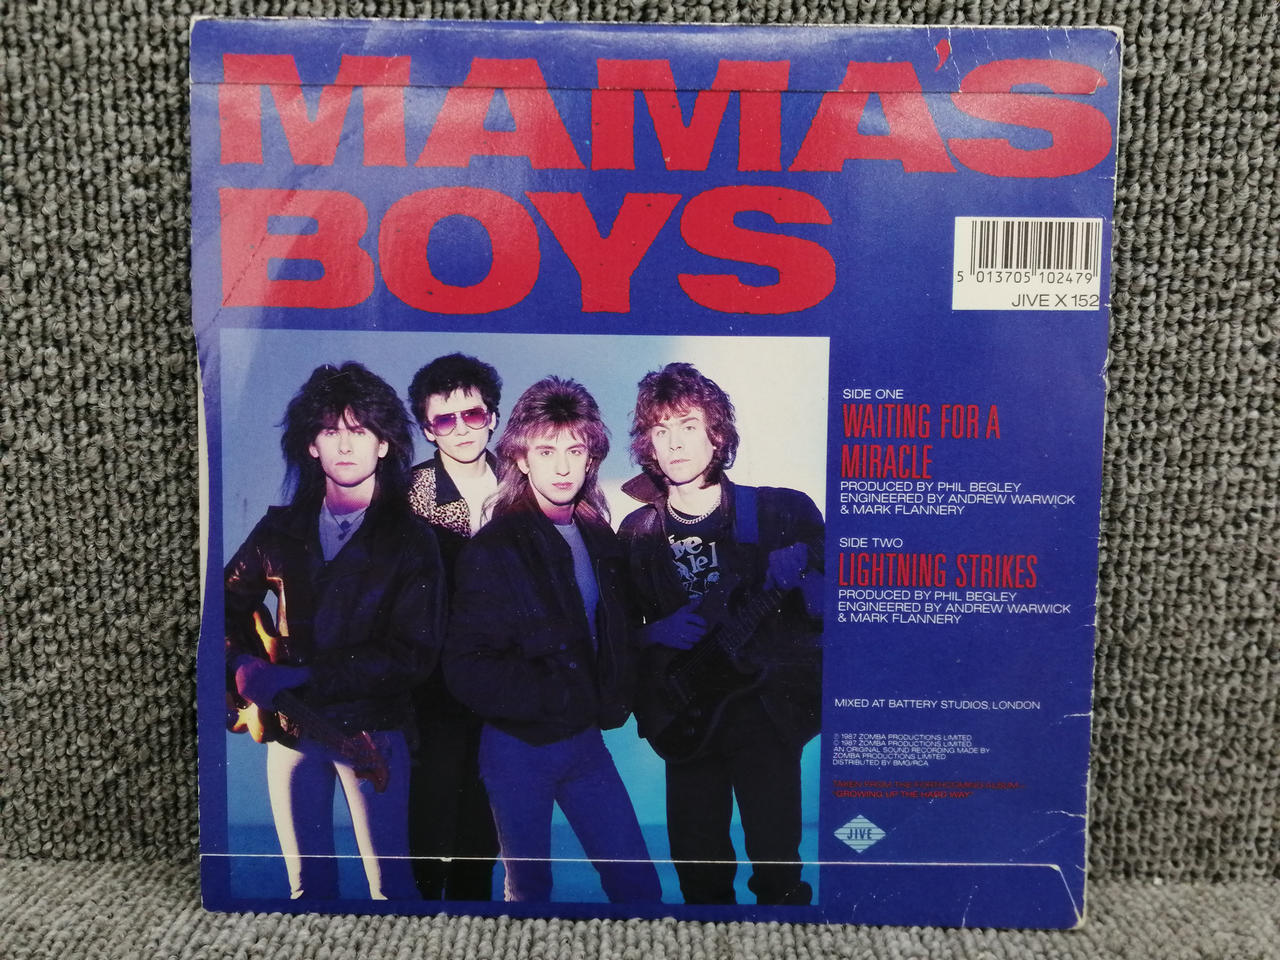 MAMA'S
BOYS
5 013705 102479
JIVE X 152
SIDE ONE
WAITING FOR A
MIRACLE
PRODUCED BY PHIL BEGLEY
ENGINEERED BY ANDREW WARWICK
& MARK FLANNERY
SIDE TWO
LIGHTNING STRIKES
PRODUCED BY PHIL BEGLEY
ENGINEERED BY ANDREW WARWICK
& MARK FLANNERY
MIXED AT BATTERY STUDIOS, LONDON
℗ 1987 ZOMBA PRODUCTIONS LIMITED
© 1987 ZOMBA PRODUCTIONS LIMITED
AN ORIGINAL SOUND RECORDING MADE BY
ZOMBA PRODUCTIONS LIMITED
DISTRIBUTED BY BMG/RCA
TAKEN FROM THE FORTHCOMING ALBUM
"GROWING UP THE HARD WAY"
JIVE